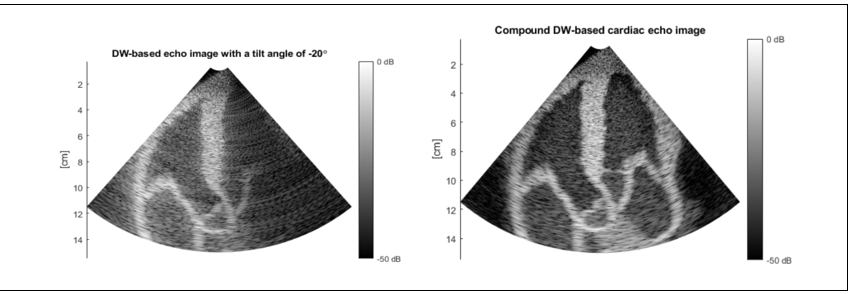 DW-based echo image with a tilt angle of -20°
0 dB
2
4
6
8
10
12
14
[cm]
-50 dB
Compound DW-based cardiac echo image
0 dB
2
4
6
8
10
12
14
[cm]
-50 dB